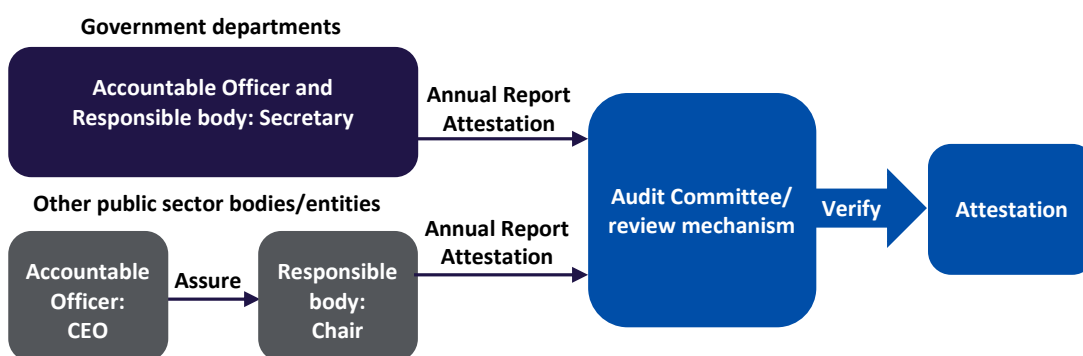 Government departments
Accountable Officer and
Responsible body: Secretary
Annual Report
Attestation
Other public sector bodies/entities
Accountable
Officer:
CEO
Assure
Responsible
body:
Chair
Annual Report
Attestation
Audit Committee/
review mechanism
Verify
Attestation